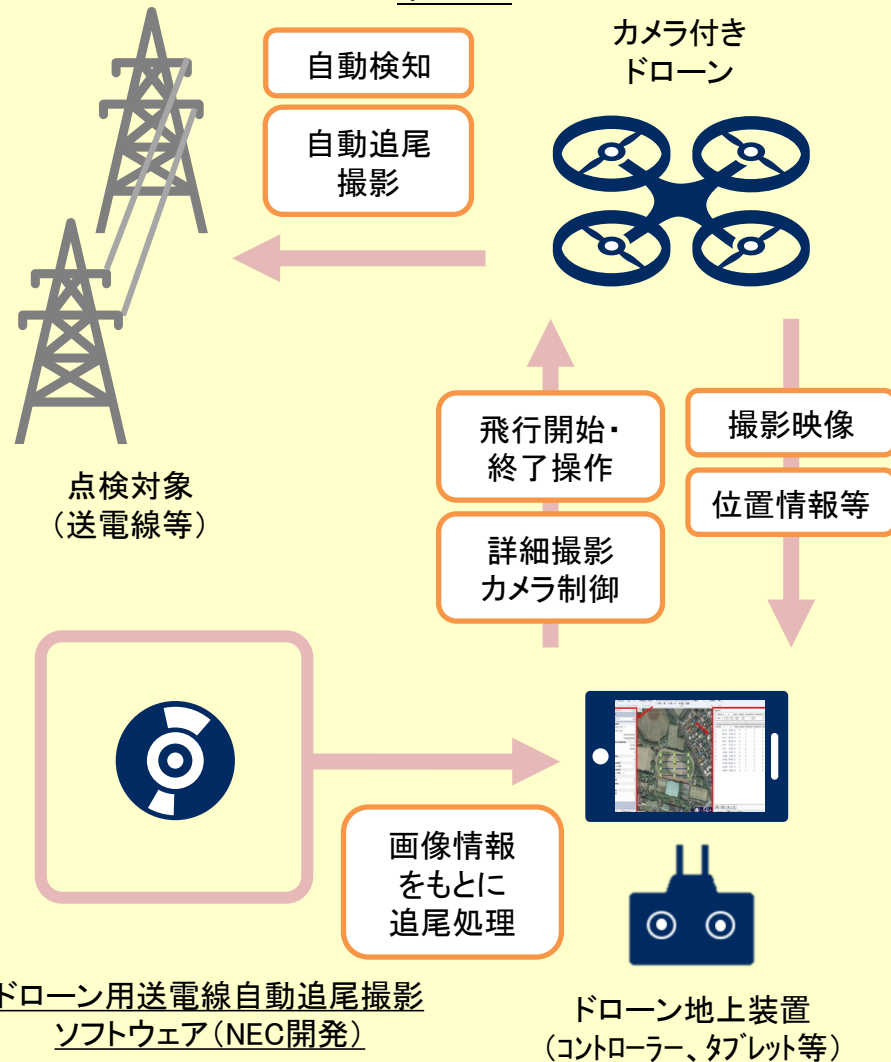 カメラ付き
ドローン
自動検知
自動追尾
撮影
飛行開始・
終了操作
撮影映像
位置情報等
詳細撮影
カメラ制御
点検対象
（送電線等）
画像情報
をもとに
追尾処理
ドローン用送電線自動追尾撮影
ソフトウェア（NEC開発）
ドローン地上装置
（コントローラー、タブレット等）